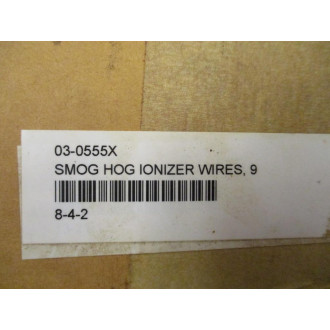 03-0555X
SMOG HOG IONIZER WIRES, 9
8-4-2